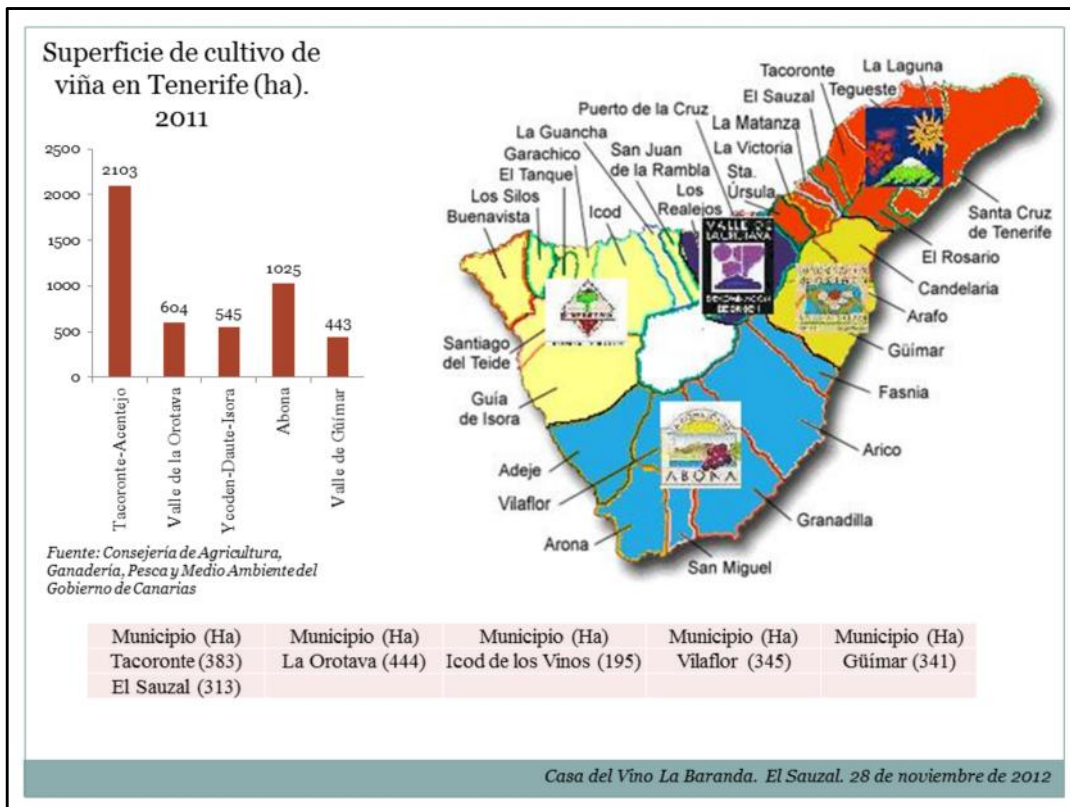 Superficie de cultivo de
viña en Tenerife (ha).
2011
2500
2000
1500
1000
500
0
2103
604
545
1025
443
Tacoronte-Acentejo
Valle de la Orotava
Ycoden-Daute-Isora
Abona
Valle de Güímar
Fuente: Consejería de Agricultura,
Ganadería, Pesca y Medio Ambiente del
Gobierno de Canarias
La Laguna
Tacoronte
Tegueste
El Sauzal
Puerto de la Cruz
La Matanza
La Guancha
La Victoria
Garachico
San Juan
de la Rambla
Sta.
Úrsula
El Tanque
Los Silos
Icod
Los
Realejos
Buenavista
Santa Cruz
de Tenerife
El Rosario
Candelaria
Arafo
Güímar
Santiago
del Teide
Fasnia
Guía
de Isora
Arico
Adeje
Vilaflor
Granadilla
Arona
San Miguel
VALLE DE
LA OROTAVA
ABONA
Municipio (Ha) Municipio (Ha) Municipio (Ha) Municipio (Ha) Municipio (Ha)
Tacoronte (383) La Orotava (444) Icod de los Vinos (195) Vilaflor (345) Güímar (341)
El Sauzal (313)
Casa del Vino La Baranda. El Sauzal. 28 de noviembre de 2012